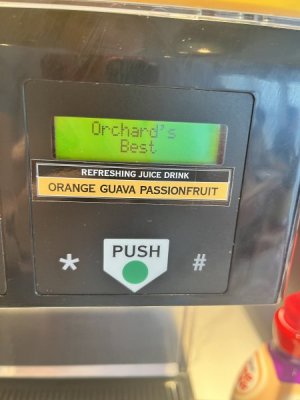 Orchard's
Best
REFRESHING JUICE DRINK
ORANGE GUAVA PASSIONFRUIT
PUSH
* #